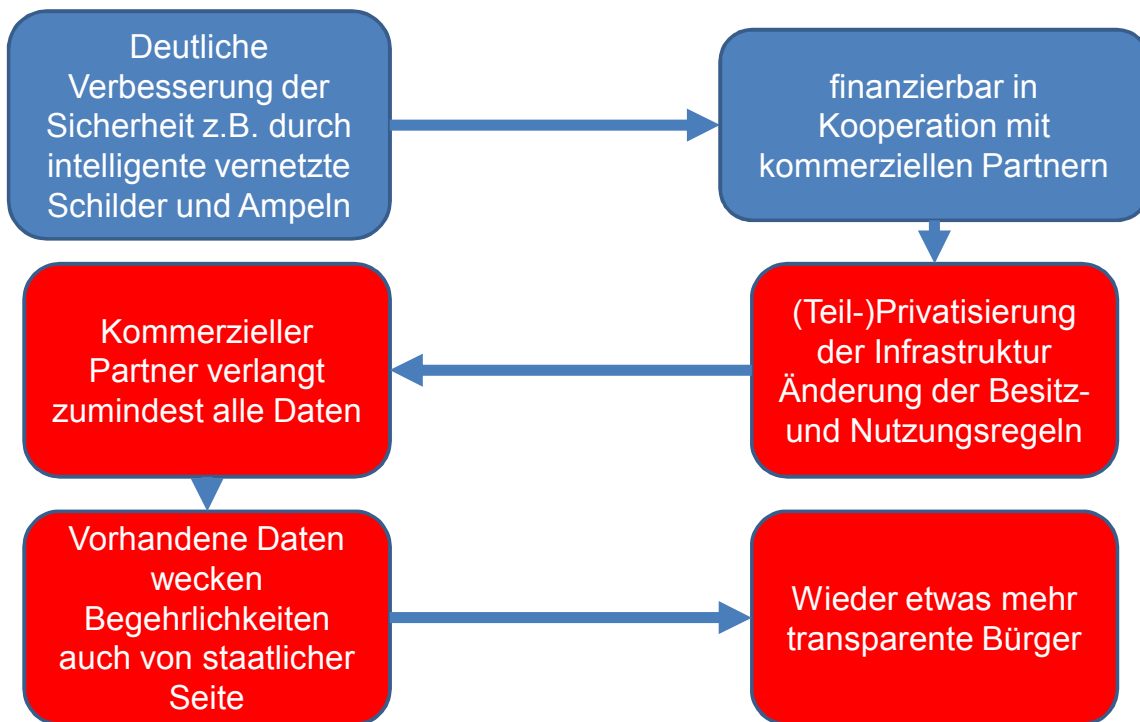 Deutliche
Verbesserung der
Sicherheit z.B. durch
intelligente vernetzte
Schilder und Ampeln
finanzierbar in
Kooperation mit
kommerziellen Partnern
(Teil-)Privatisierung
der Infrastruktur
Änderung der Besitz-
und Nutzungsregeln
Kommerzieller
Partner verlangt
zumindest alle Daten
Vorhandene Daten
wecken
Begehrlichkeiten
auch von staatlicher
Seite
Wieder etwas mehr
transparente Bürger